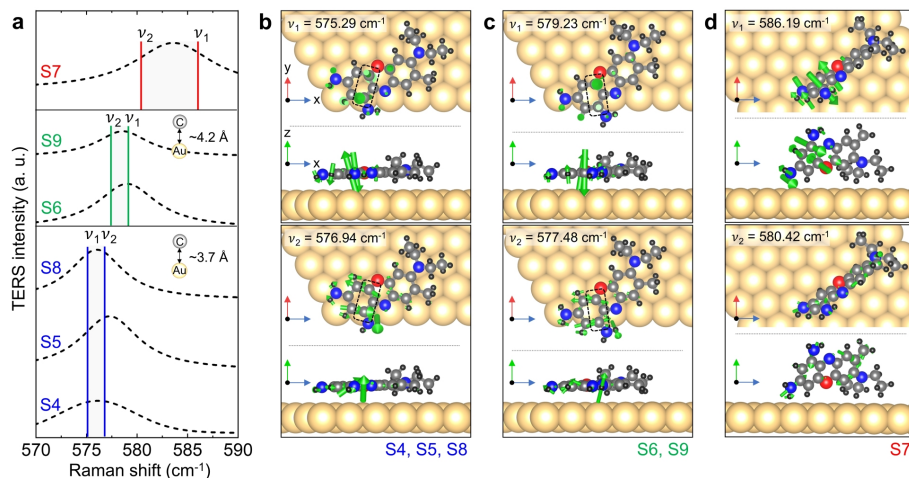 a
ν2
ν1
S7
ν2
ν1
C
~4.2 Å
Au
S9
S6
ν1
ν2
C
~3.7 Å
Au
S8
S5
S4
TERS intensity (a. u.)
570
575
580
585
590
Raman shift (cm⁻¹)
b
ν1 = 575.29 cm⁻¹
y
x
z
x
ν2 = 576.94 cm⁻¹
S4, S5, S8
c
ν1 = 579.23 cm⁻¹
ν2 = 577.48 cm⁻¹
S6, S9
d
ν1 = 586.19 cm⁻¹
ν2 = 580.42 cm⁻¹
S7